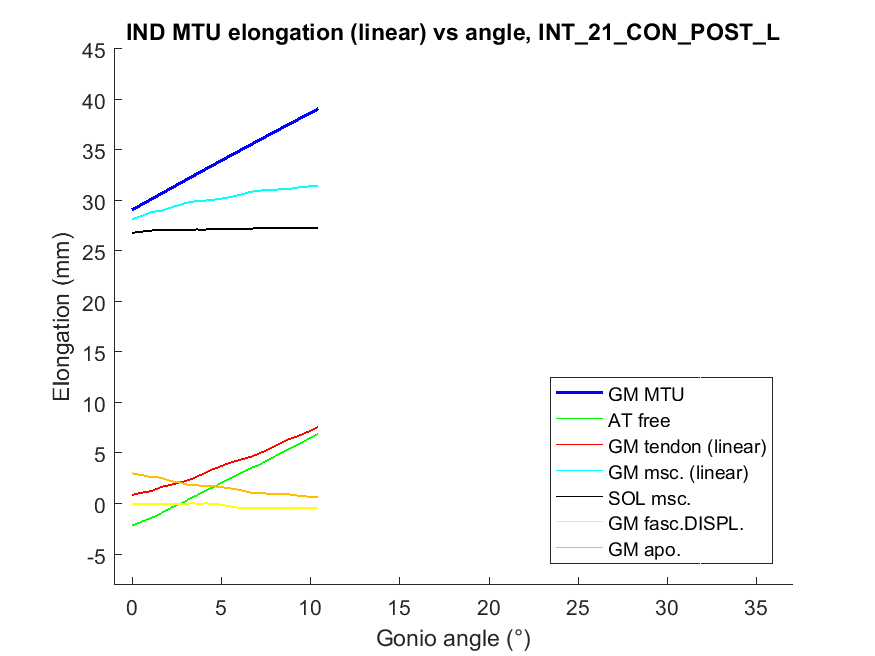 IND MTU elongation (linear) vs angle, INT_21_CON_POST_L
45
40
35
30
25
20
15
10
5
0
-5
Elongation (mm)
GM MTU
AT free
GM tendon (linear)
GM msc. (linear)
SOL msc.
GM fasc.DISPL.
GM apo.
0 5 10 15 20 25 30 35
Gonio angle (°)